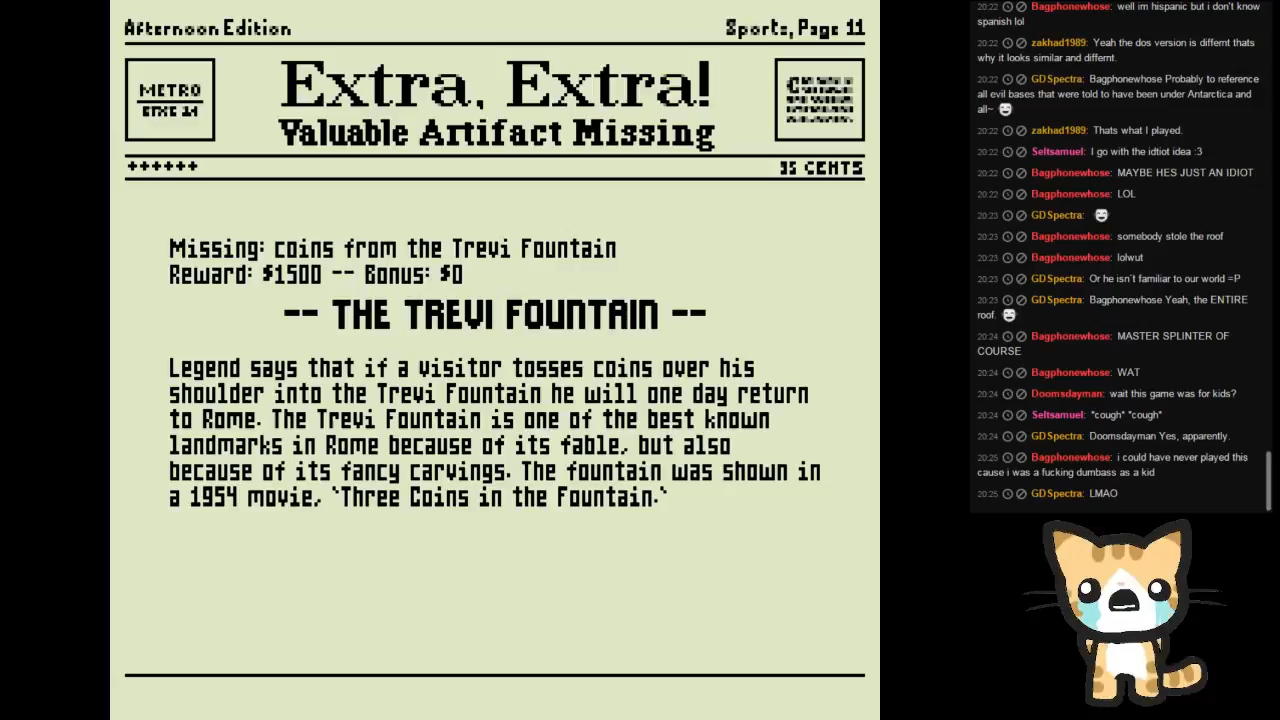 Afternoon Edition
Sports, Page 11
METRO
Extra, Extra!
Valuable Artifact Missing
++++++
35 CENTS
Missing: coins from the Trevi Fountain
Reward: $1500 -- Bonus: $0
-- THE TREVI FOUNTAIN --
Legend says that if a visitor tosses coins over his
shoulder into the Trevi Fountain he will one day return
to Rome. The Trevi Fountain is one of the best known
landmarks in Rome because of its fable, but also
because of its fancy carvings. The fountain was shown in
a 1954 movie, `Three Coins in the Fountain.`
20:22 Bagphonewhose: well im hispanic but i don't know
spanish lol
20:22 zakhad1989: Yeah the dos version is differnt thats
why it looks similar and differnt.
20:22 GDSpectra: Bagphonewhose Probably to reference
all evil bases that were told to have been under Antarctica and
all~
20:22 zakhad1989: Thats what I played.
20:22 Seltsamuel: I go with the idtiot idea :3
20:22 Bagphonewhose: MAYBE HES JUST AN IDIOT
20:22 Bagphonewhose: LOL
20:23 GDSpectra:
20:23 Bagphonewhose: somebody stole the roof
20:23 Bagphonewhose: lolwut
20:23 GDSpectra: Or he isn´t familiar to our world =P
20:23 GDSpectra: Bagphonewhose Yeah, the ENTIRE
roof.
20:24 Bagphonewhose: MASTER SPLINTER OF
COURSE
20:24 Bagphonewhose: WAT
20:24 Doomsdayman: wait this game was for kids?
20:24 Seltsamuel: *cough* *cough*
20:24 GDSpectra: Doomsdayman Yes, apparently.
20:25 Bagphonewhose: i could have never played this
cause i was a fucking dumbass as a kid
20:25 GDSpectra: LMAO